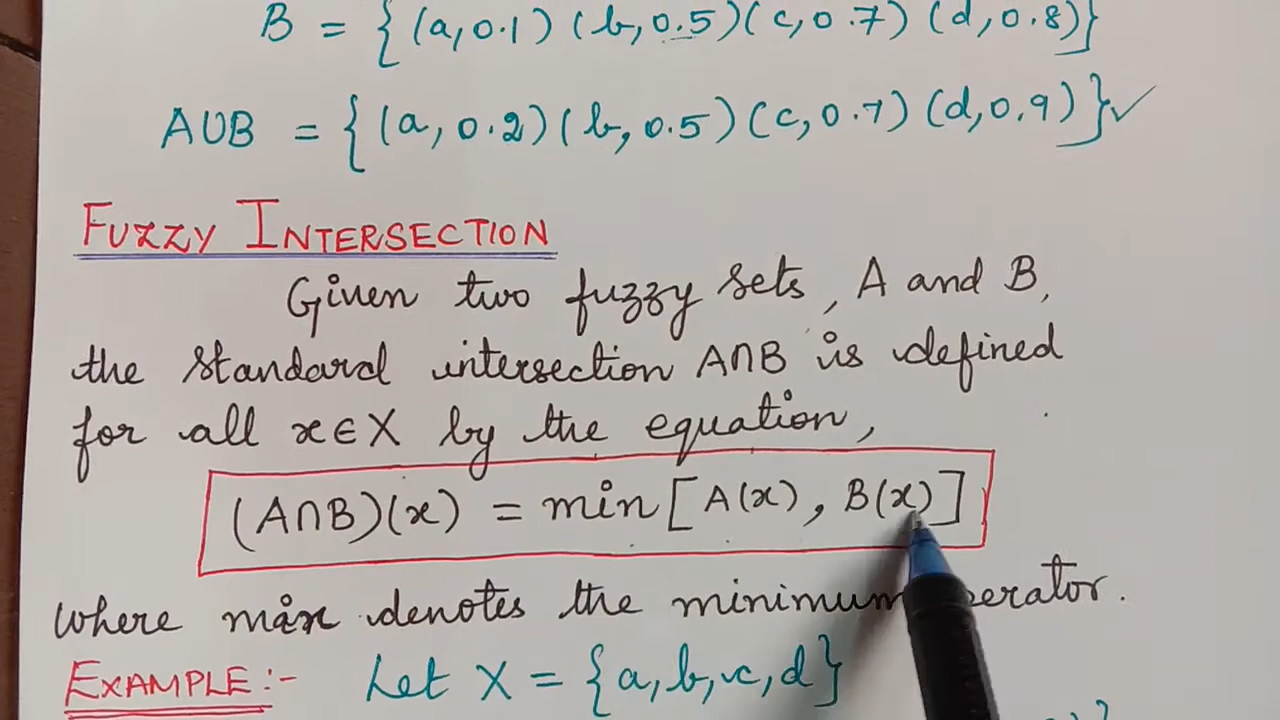 B = {(a,0.1)(b,0.5)(c,0.7)(d,0.8)}
AUB = {(a,0.2)(b,0.5)(c,0.7)(d,0.9)}✓
FUZZY INTERSECTION
Given two fuzzy sets, A and B,
the standard intersection A∩B is defined
for all x∈X by the equation,
(A∩B)(x) = min[A(x), B(x)]
where denotes the minimum operator.
EXAMPLE:- Let X = {a,b,c,d}